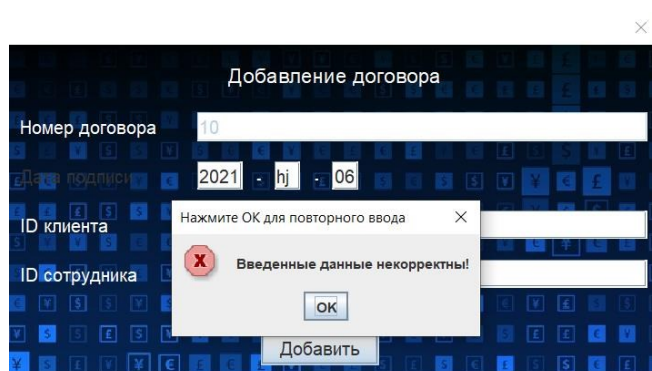 Добавление договора
Номер договора 10
Дата подписи 2021 - hj - 06
ID клиента
Нажмите ОК для повторного ввода
Введенные данные некорректны!
ID сотрудника
OK
Добавить